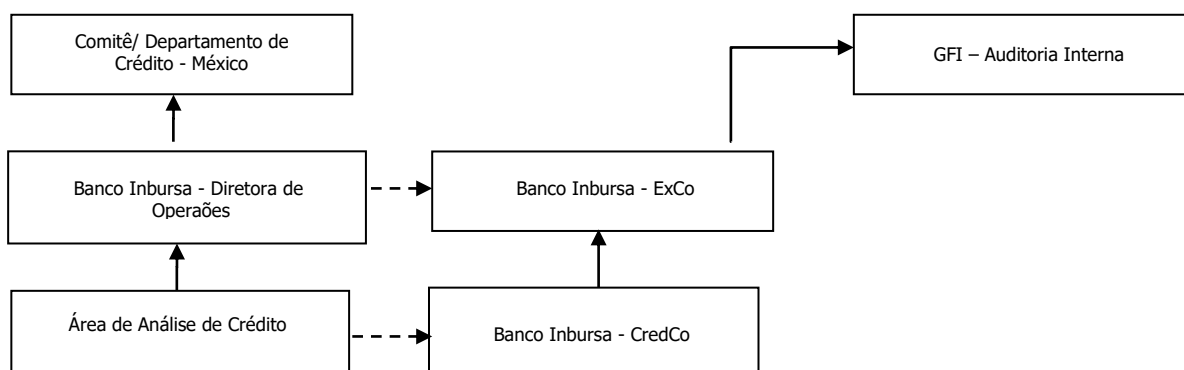 Comitê/ Departamento de
Crédito - México
GFI – Auditoria Interna
Banco Inbursa - Diretora de
Operaões
Banco Inbursa - ExCo
Área de Análise de Crédito
Banco Inbursa - CredCo